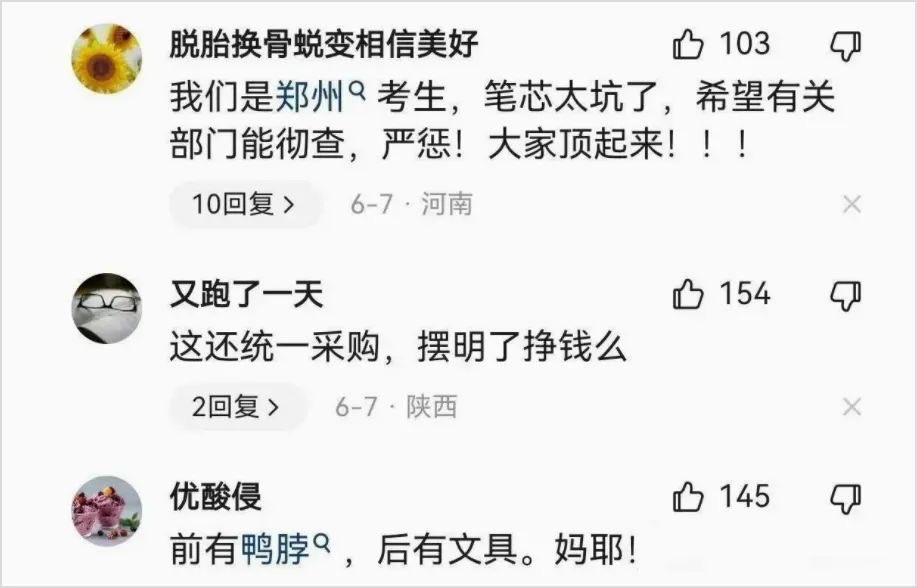 脱胎换骨蜕变相信美好 103
我们是郑州考生，笔芯太坑了，希望有关
部门能彻查，严惩！大家顶起来！！！
10回复 > 6-7 · 河南 ×
又跑了一天 154
这还统一采购，摆明了挣钱么
2回复 > 6-7 · 陕西 ×
优酸侵 145
前有鸭脖，后有文具。妈耶！